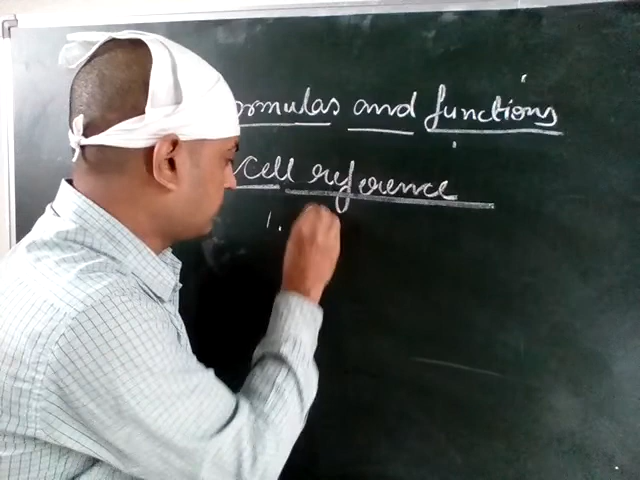 ormulas and functions
cell reference
1.